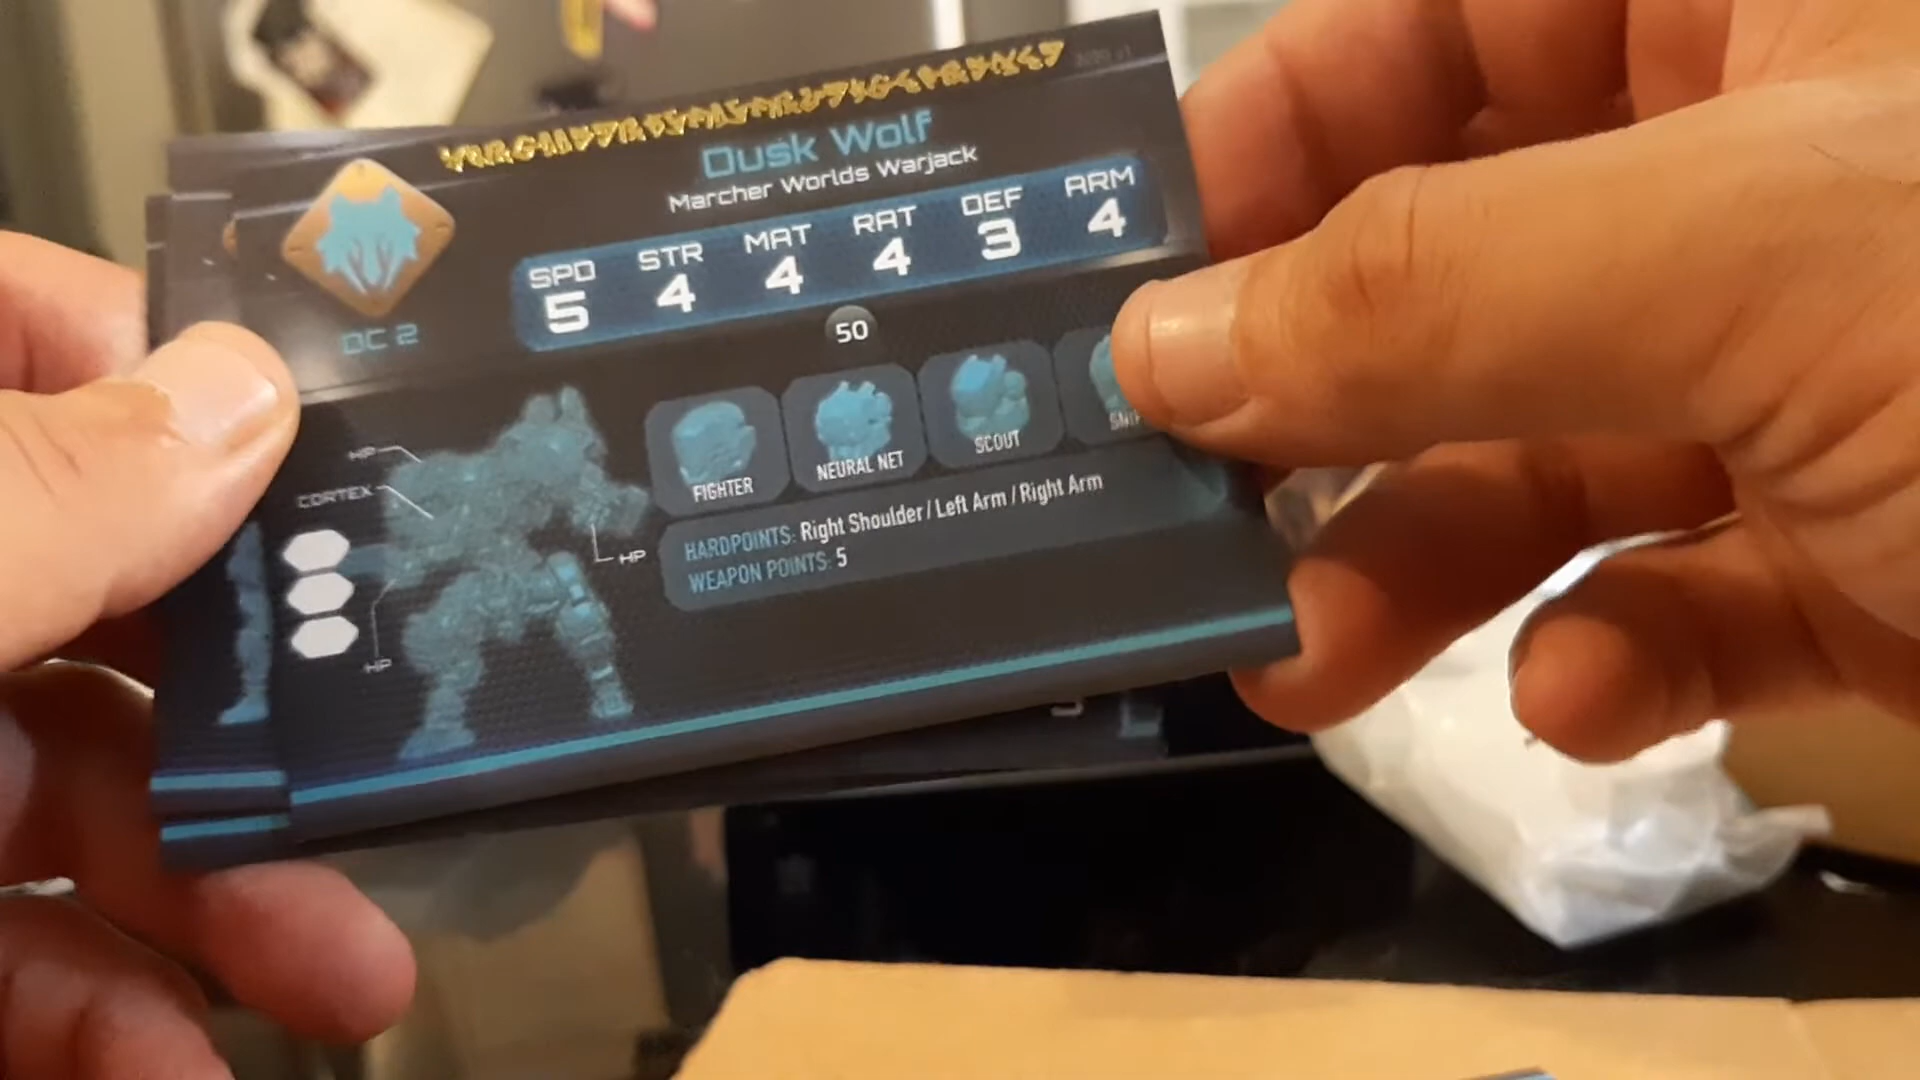 Dusk Wolf
Marcher Worlds Warjack
SPD STR MAT RAT DEF ARM
5 4 4 4 3 4
DC 2
50
HP
CORTEX
HP
HP
FIGHTER NEURAL NET SCOUT
HARDPOINTS: Right Shoulder / Left Arm / Right Arm
WEAPON POINTS: 5